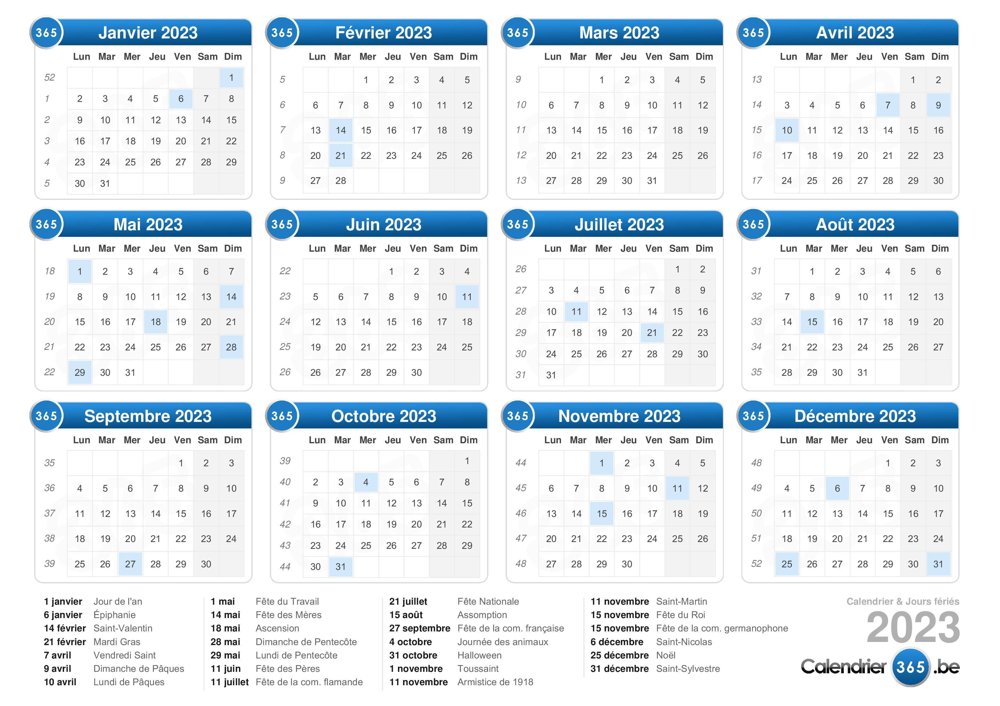 365 Janvier 2023
Lun Mar Mer Jeu Ven Sam Dim
52 1
1 2 3 4 5 6 7 8
2 9 10 11 12 13 14 15
3 16 17 18 19 20 21 22
4 23 24 25 26 27 28 29
5 30 31
365 Février 2023
Lun Mar Mer Jeu Ven Sam Dim
5 1 2 3 4 5
6 6 7 8 9 10 11 12
7 13 14 15 16 17 18 19
8 20 21 22 23 24 25 26
9 27 28
365 Mars 2023
Lun Mar Mer Jeu Ven Sam Dim
9 1 2 3 4 5
10 6 7 8 9 10 11 12
11 13 14 15 16 17 18 19
12 20 21 22 23 24 25 26
13 27 28 29 30 31
365 Avril 2023
Lun Mar Mer Jeu Ven Sam Dim
13 1 2
14 3 4 5 6 7 8 9
15 10 11 12 13 14 15 16
16 17 18 19 20 21 22 23
17 24 25 26 27 28 29 30
365 Mai 2023
Lun Mar Mer Jeu Ven Sam Dim
18 1 2 3 4 5 6 7
19 8 9 10 11 12 13 14
20 15 16 17 18 19 20 21
21 22 23 24 25 26 27 28
22 29 30 31
365 Juin 2023
Lun Mar Mer Jeu Ven Sam Dim
22 1 2 3 4
23 5 6 7 8 9 10 11
24 12 13 14 15 16 17 18
25 19 20 21 22 23 24 25
26 26 27 28 29 30
365 Juillet 2023
Lun Mar Mer Jeu Ven Sam Dim
26 1 2
27 3 4 5 6 7 8 9
28 10 11 12 13 14 15 16
29 17 18 19 20 21 22 23
30 24 25 26 27 28 29 30
31 31
365 Août 2023
Lun Mar Mer Jeu Ven Sam Dim
31 1 2 3 4 5 6
32 7 8 9 10 11 12 13
33 14 15 16 17 18 19 20
34 21 22 23 24 25 26 27
35 28 29 30 31
365 Septembre 2023
Lun Mar Mer Jeu Ven Sam Dim
35 1 2 3
36 4 5 6 7 8 9 10
37 11 12 13 14 15 16 17
38 18 19 20 21 22 23 24
39 25 26 27 28 29 30
365 Octobre 2023
Lun Mar Mer Jeu Ven Sam Dim
39 1
40 2 3 4 5 6 7 8
41 9 10 11 12 13 14 15
42 16 17 18 19 20 21 22
43 23 24 25 26 27 28 29
44 30 31
365 Novembre 2023
Lun Mar Mer Jeu Ven Sam Dim
44 1 2 3 4 5
45 6 7 8 9 10 11 12
46 13 14 15 16 17 18 19
47 20 21 22 23 24 25 26
48 27 28 29 30
365 Décembre 2023
Lun Mar Mer Jeu Ven Sam Dim
48 1 2 3
49 4 5 6 7 8 9 10
50 11 12 13 14 15 16 17
51 18 19 20 21 22 23 24
52 25 26 27 28 29 30 31
1 janvier Jour de l'an
6 janvier Épiphanie
14 février Saint-Valentin
21 février Mardi Gras
7 avril Vendredi Saint
9 avril Dimanche de Pâques
10 avril Lundi de Pâques
1 mai Fête du Travail
14 mai Fête des Mères
18 mai Ascension
28 mai Dimanche de Pentecôte
29 mai Lundi de Pentecôte
11 juin Fête des Pères
11 juillet Fête de la com. flamande
21 juillet Fête Nationale
15 août Assomption
27 septembre Fête de la com. française
4 octobre Journée des animaux
31 octobre Halloween
1 novembre Toussaint
11 novembre Armistice de 1918
11 novembre Saint-Martin
15 novembre Fête du Roi
15 novembre Fête de la com. germanophone
6 décembre Saint-Nicolas
25 décembre Noël
31 décembre Saint-Sylvestre
Calendrier & Jours fériés
2023
Calendrier 365 .be